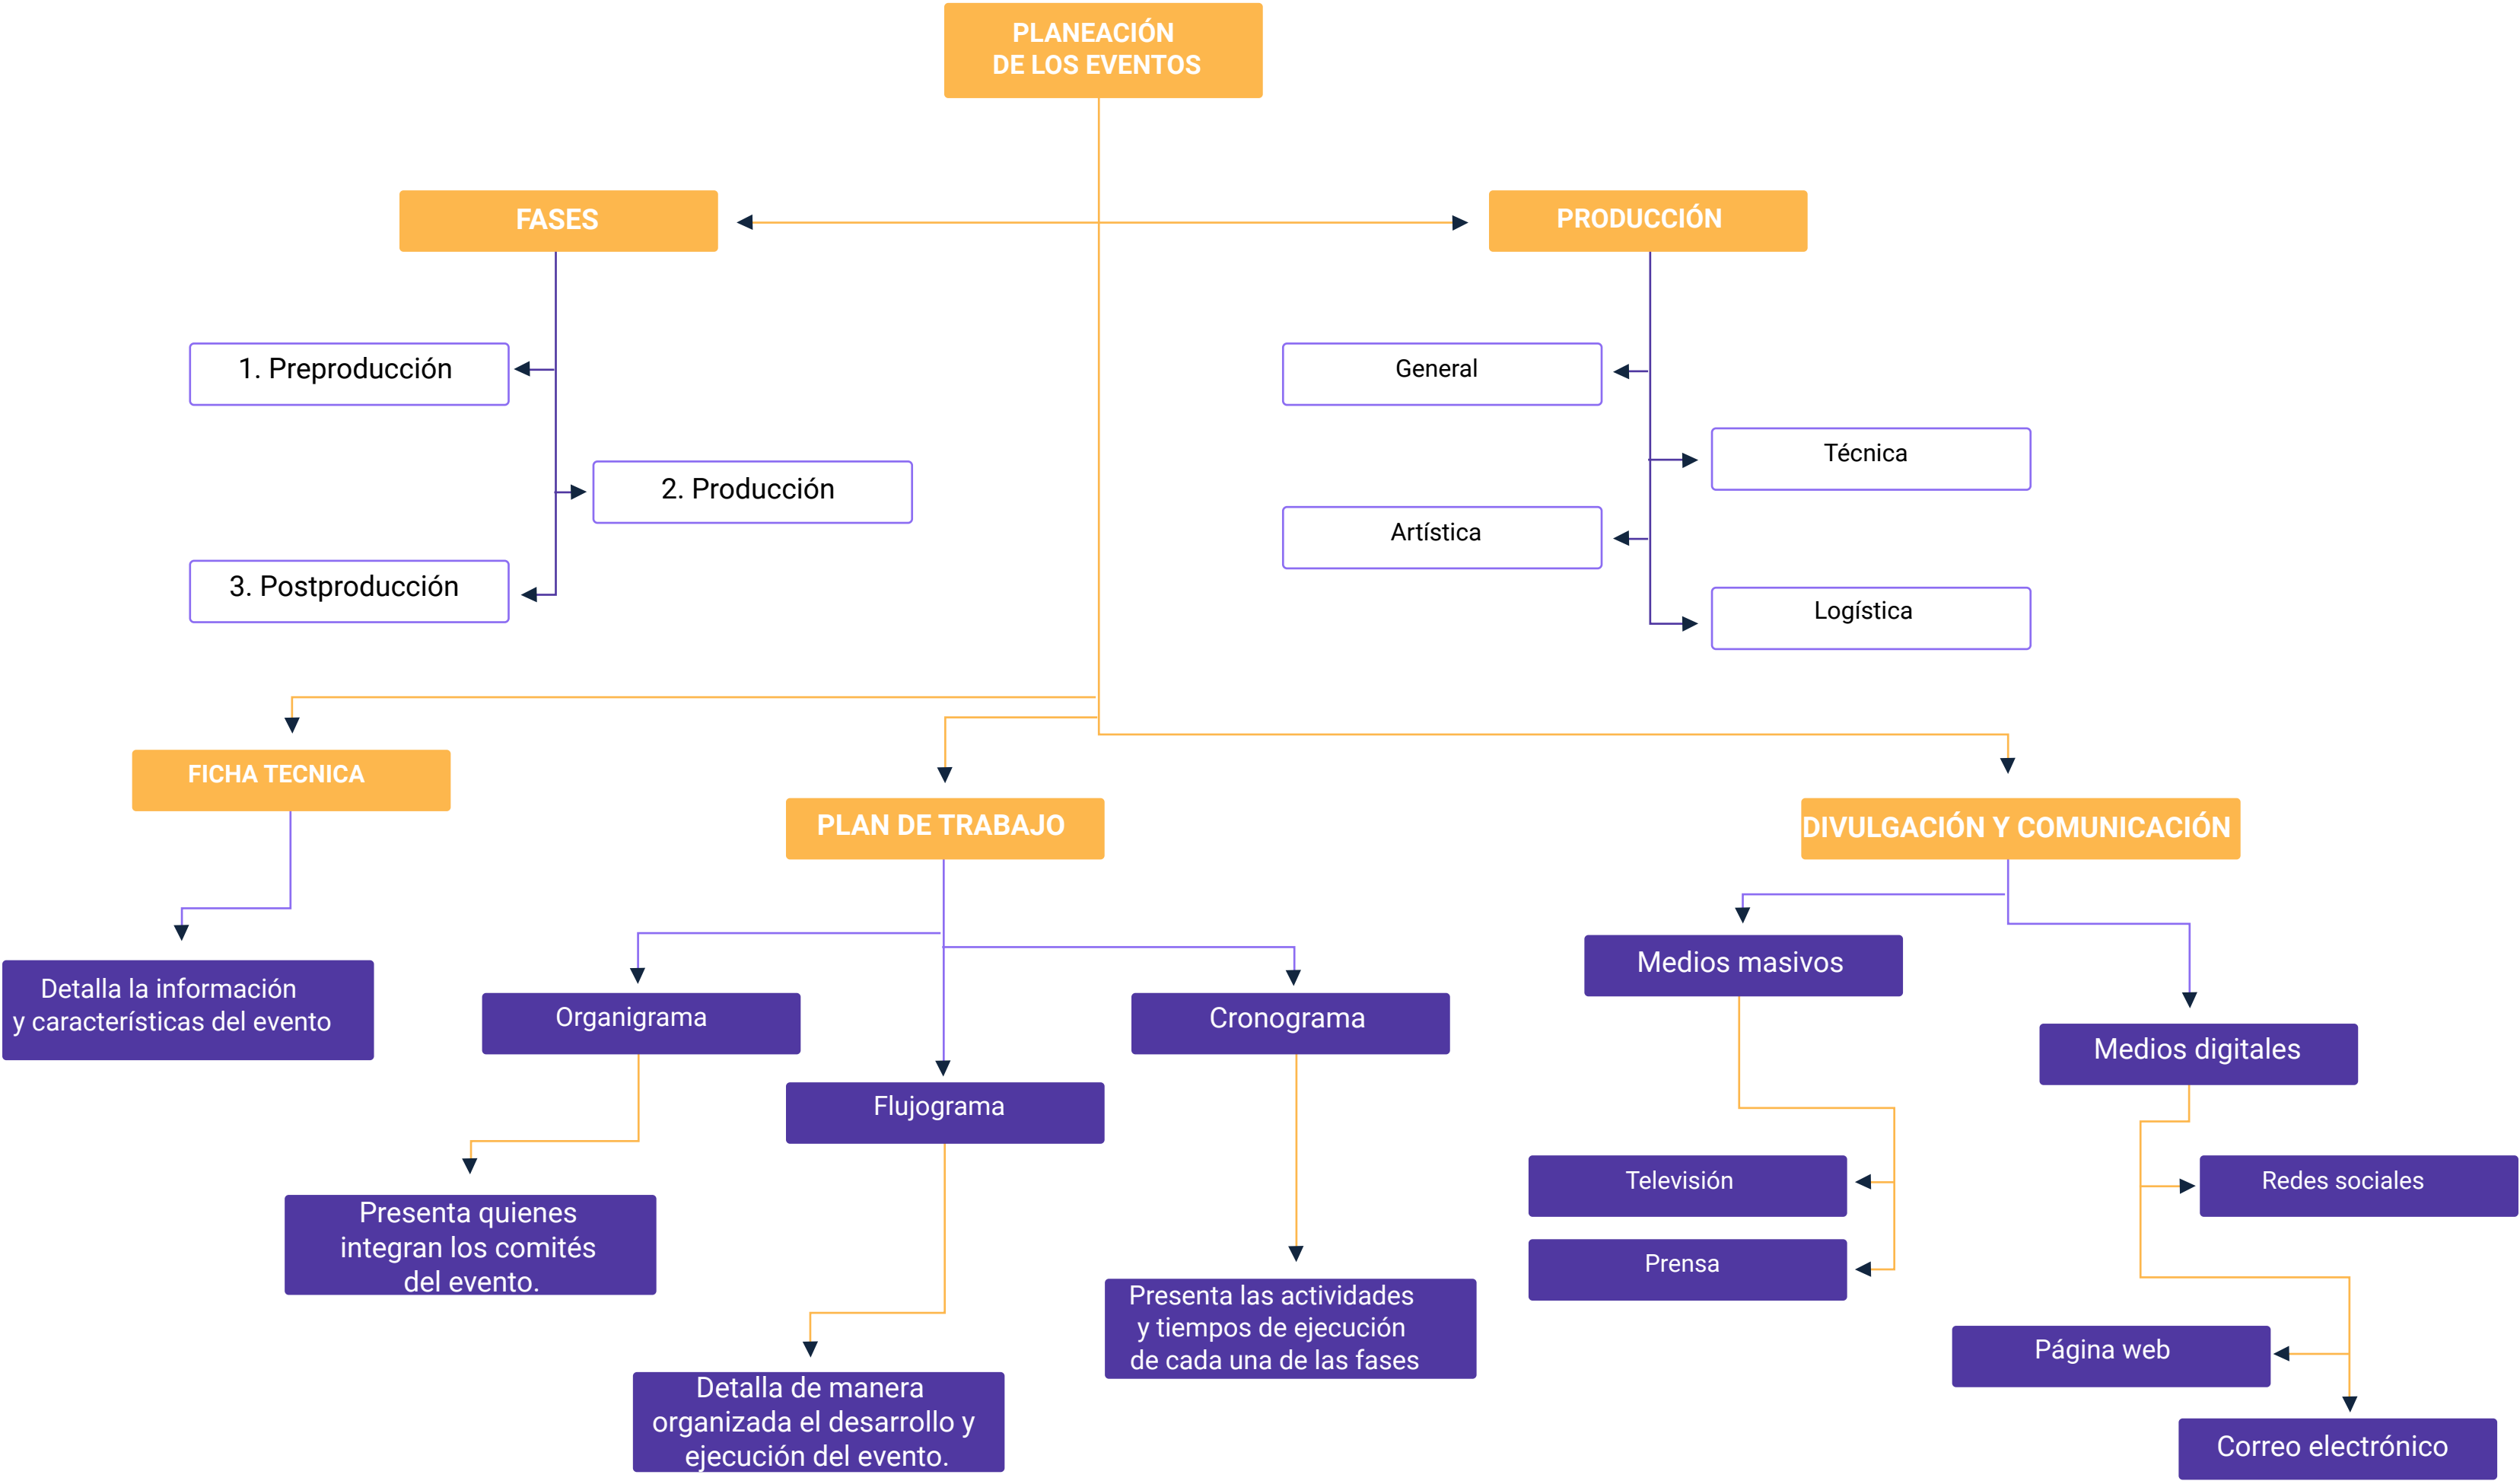 PLANEACIÓN
DE LOS EVENTOS
FASES
PRODUCCIÓN
1. Preproducción
2. Producción
3. Postproducción
General
Técnica
Artística
Logística
FICHA TECNICA
Detalla la información
y características del evento
PLAN DE TRABAJO
Organigrama
Presenta quienes
integran los comités
del evento.
Flujograma
Detalla de manera
organizada el desarrollo y
ejecución del evento.
Cronograma
Presenta las actividades
y tiempos de ejecución
de cada una de las fases
DIVULGACIÓN Y COMUNICACIÓN
Medios masivos
Televisión
Prensa
Medios digitales
Redes sociales
Página web
Correo electrónico